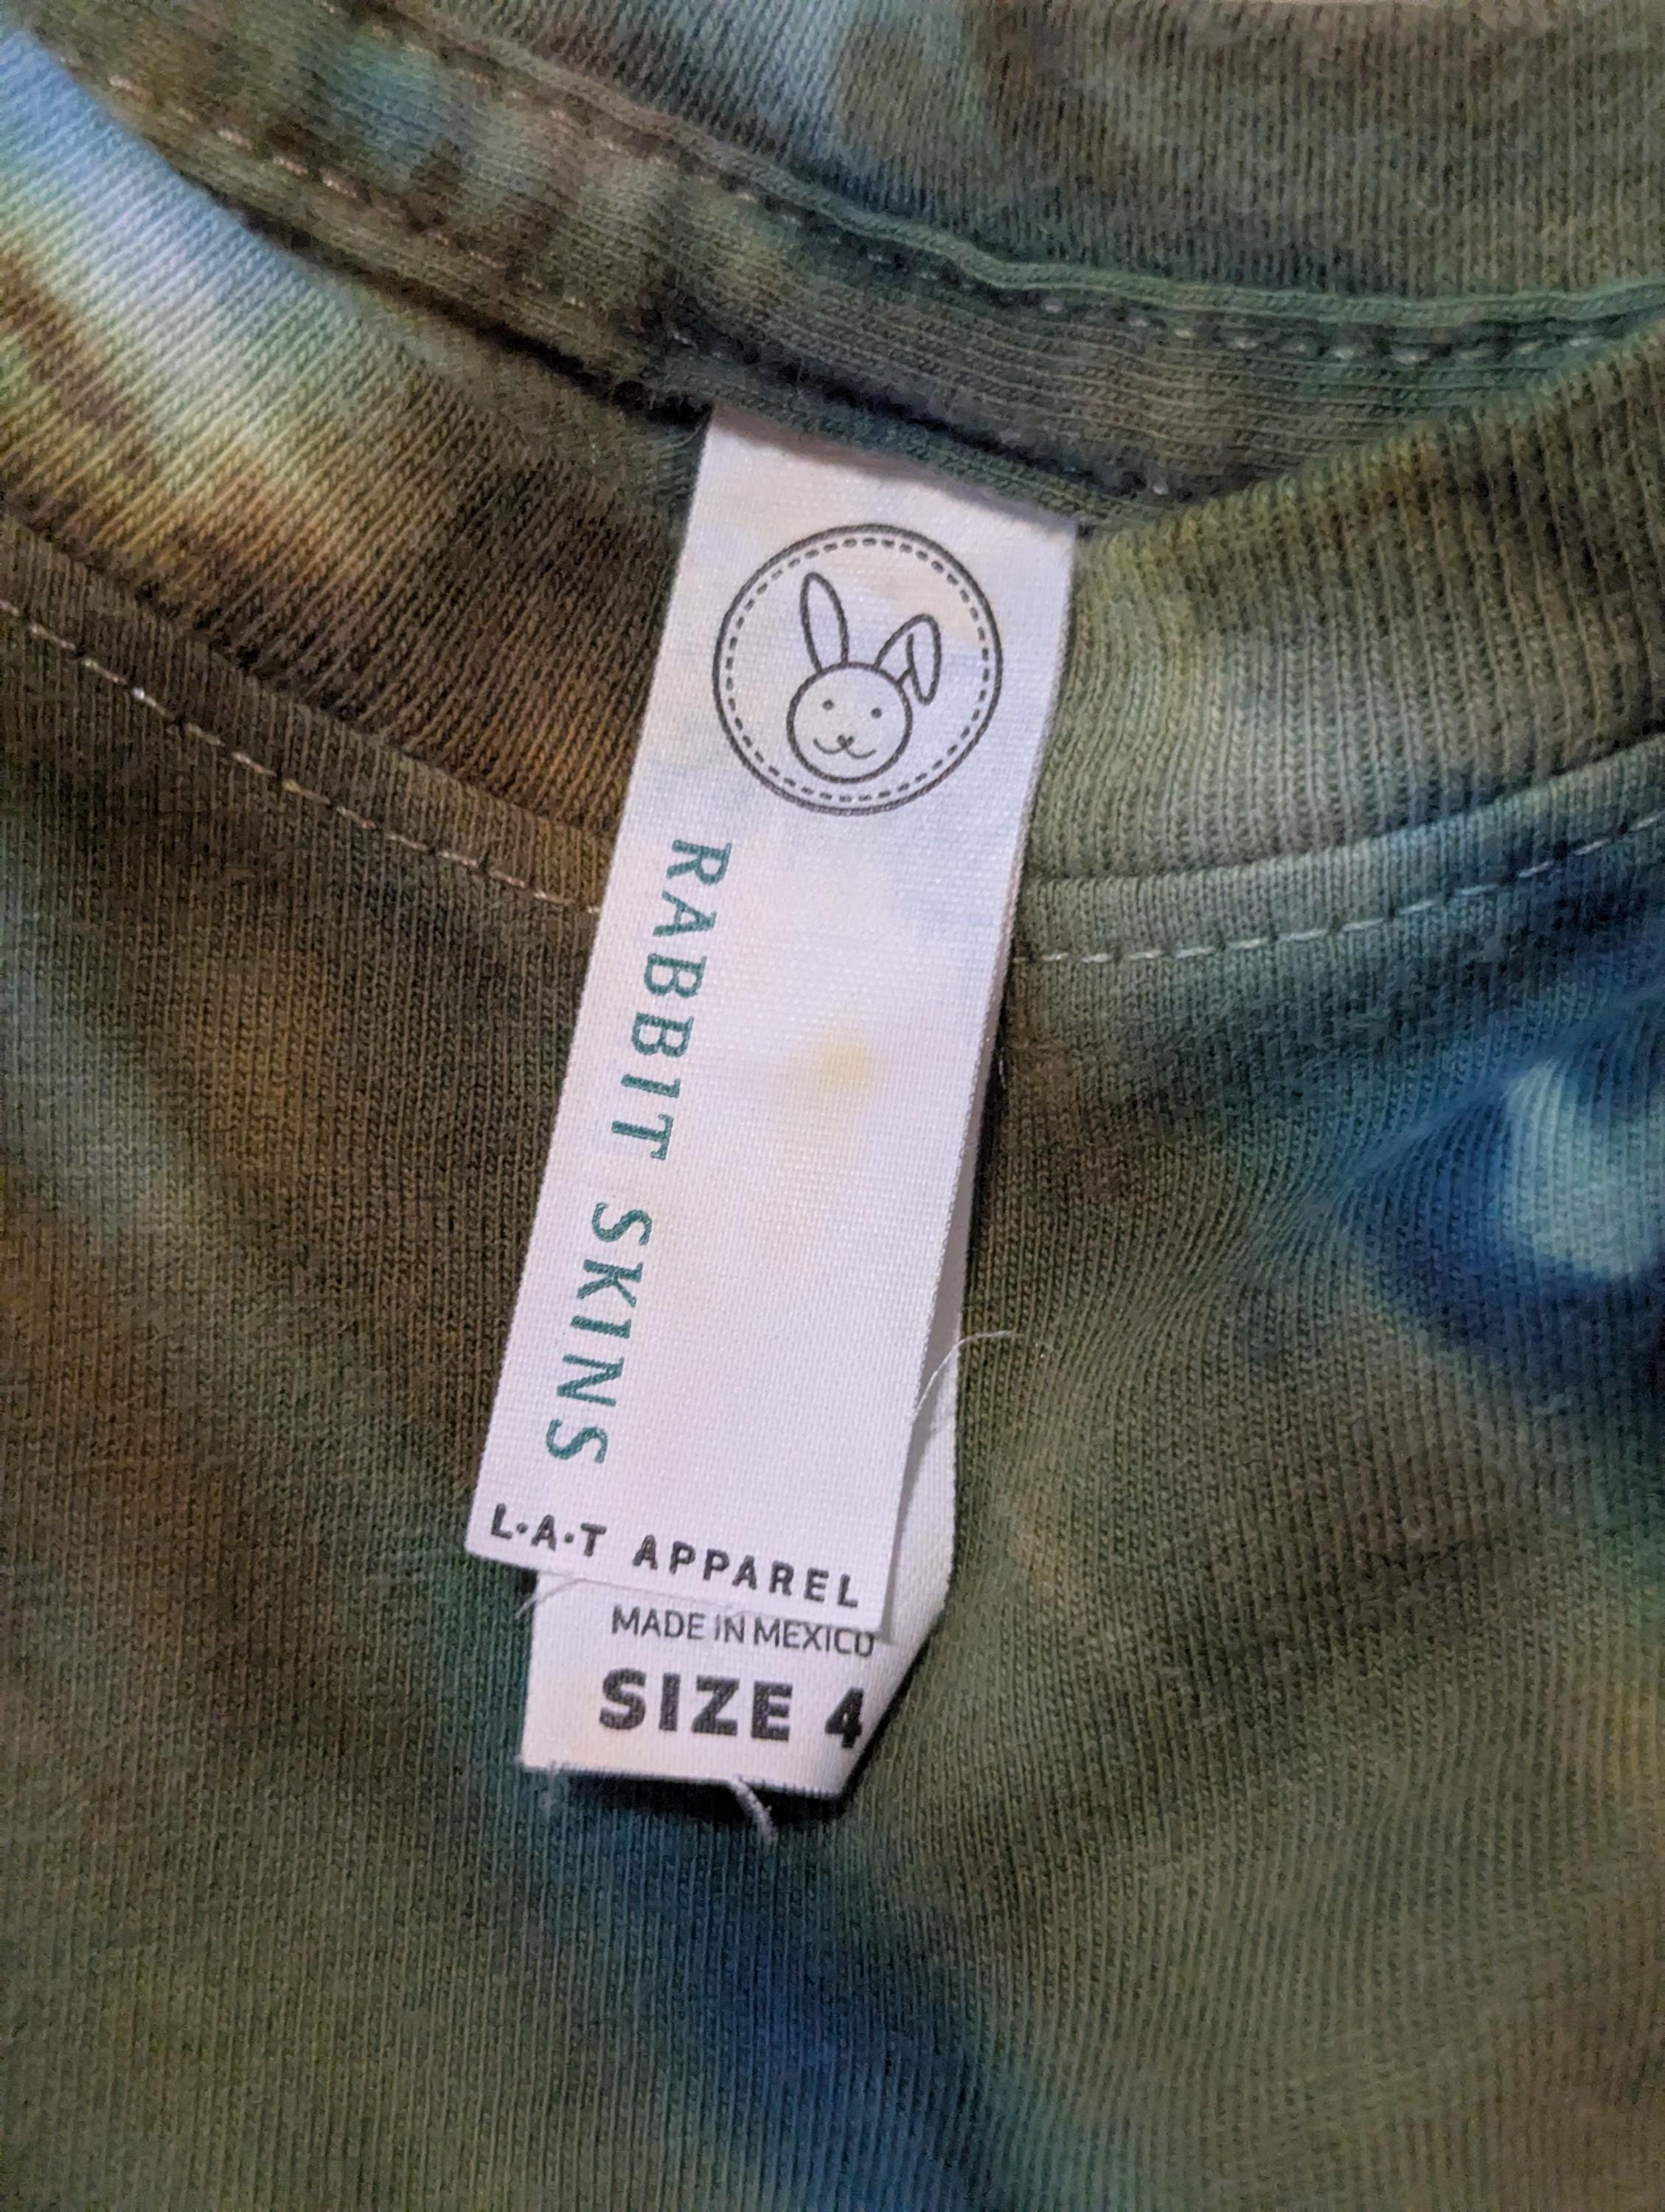 RABBIT SKINS
L·A·T APPAREL
MADE IN MEXICO
SIZE 4